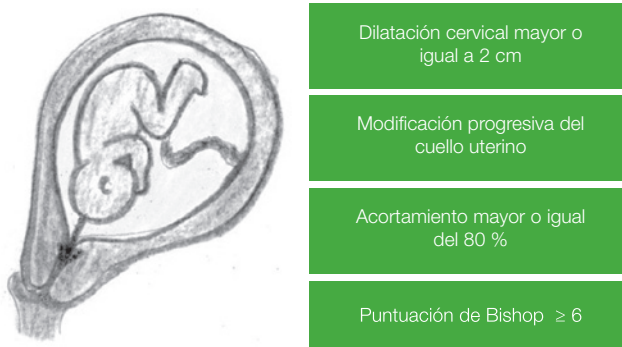 Dilatación cervical mayor o
igual a 2 cm
Modificación progresiva del
cuello uterino
Acortamiento mayor o igual
del 80 %
Puntuación de Bishop ≥ 6